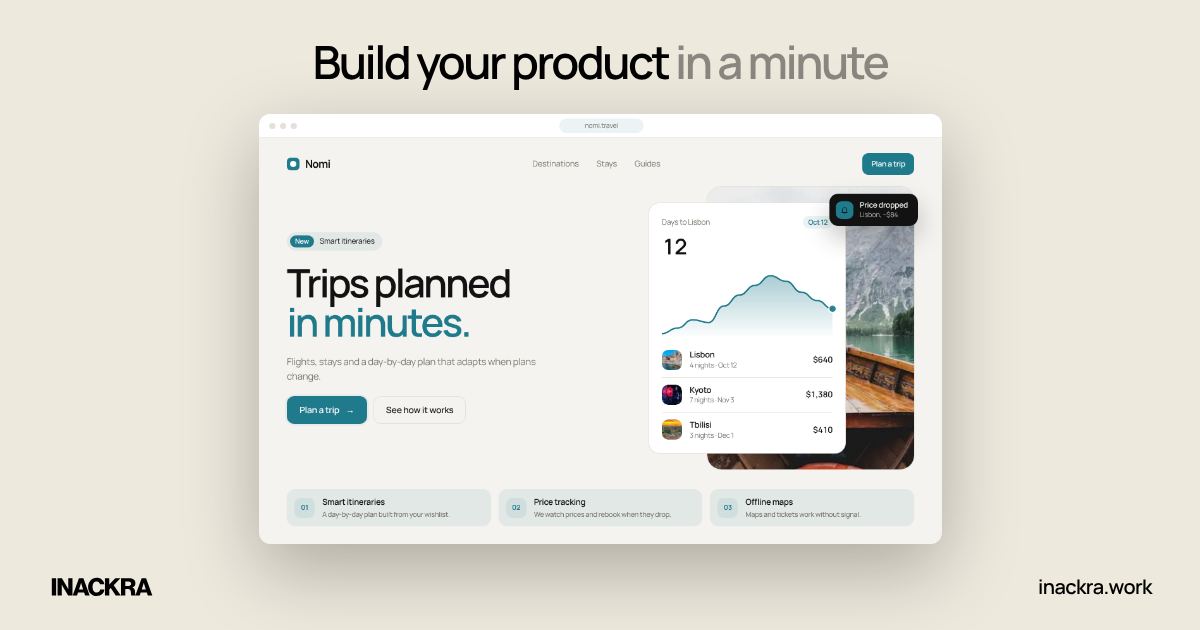 Build your product in a minute
nomi.travel
Nomi
Destinations
Stays
Guides
Plan a trip
New
Smart itineraries
Trips planned
in minutes.
Flights, stays and a day-by-day plan that adapts when plans
change.
Plan a trip →
See how it works
Days to Lisbon
Oct 12
12
Price dropped
Lisbon, −$84
Lisbon
4 nights · Oct 12
$640
Kyoto
7 nights · Nov 3
$1,380
Tbilisi
3 nights · Dec 1
$410
01
Smart itineraries
A day-by-day plan built from your wishlist.
02
Price tracking
We watch prices and rebook when they drop.
03
Offline maps
Maps and tickets work without signal.
INACKRA
inackra.work